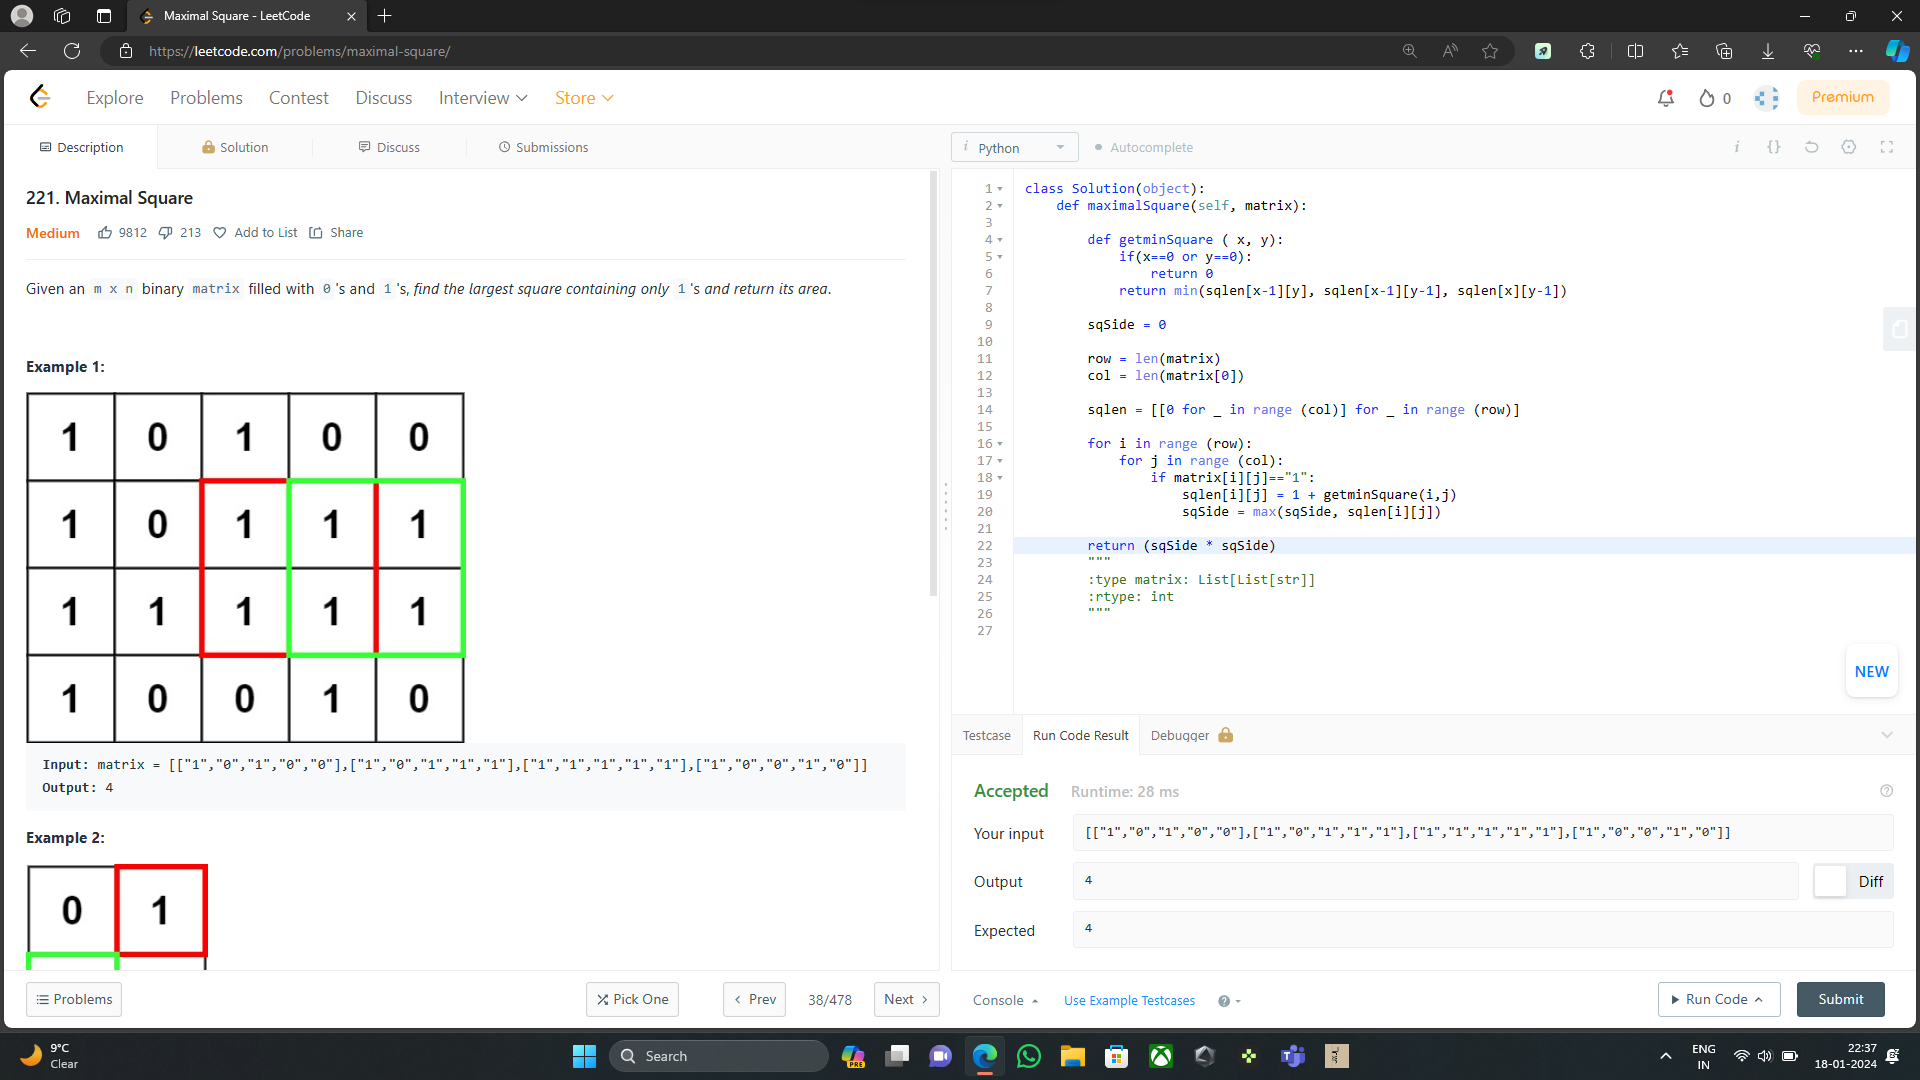 Maximal Square - LeetCode
https://leetcode.com/problems/maximal-square/
Explore Problems Contest Discuss Interview Store
0 Premium
Description Solution Discuss Submissions
221. Maximal Square
Medium 9812 213 Add to List Share
Given an m x n binary matrix filled with 0 's and 1 's, find the largest square containing only 1 's and return its area.
Example 1:
1 0 1 0 0
1 0 1 1 1
1 1 1 1 1
1 0 0 1 0
Input: matrix = [["1","0","1","0","0"],["1","0","1","1","1"],["1","1","1","1","1"],["1","0","0","1","0"]]
Output: 4
Example 2:
0 1
Problems Pick One Prev 38/478 Next
i Python Autocomplete i {}
1 class Solution(object):
2 def maximalSquare(self, matrix):
3
4 def getminSquare ( x, y):
5 if(x==0 or y==0):
6 return 0
7 return min(sqlen[x-1][y], sqlen[x-1][y-1], sqlen[x][y-1])
8
9 sqSide = 0
10
11 row = len(matrix)
12 col = len(matrix[0])
13
14 sqlen = [[0 for _ in range (col)] for _ in range (row)]
15
16 for i in range (row):
17 for j in range (col):
18 if matrix[i][j]=="1":
19 sqlen[i][j] = 1 + getminSquare(i,j)
20 sqSide = max(sqSide, sqlen[i][j])
21
22 return (sqSide * sqSide)
23 """
24 :type matrix: List[List[str]]
25 :rtype: int
26 """
27
NEW
Testcase Run Code Result Debugger
Accepted Runtime: 28 ms
Your input [["1","0","1","0","0"],["1","0","1","1","1"],["1","1","1","1","1"],["1","0","0","1","0"]]
Output 4 Diff
Expected 4
Console Use Example Testcases Run Code Submit
9°C
Clear
Search
PRE
ENG
IN
22:37
18-01-2024